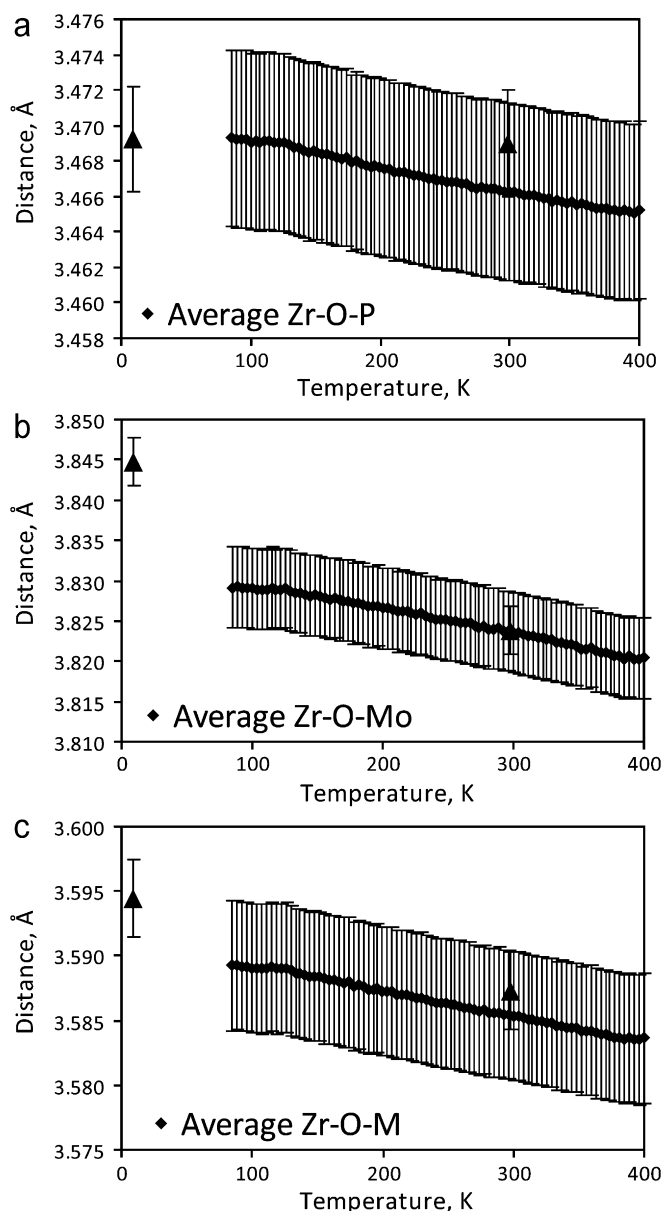 a
3.476
3.474
3.472
3.470
3.468
3.466
3.464
3.462
3.460
3.458
Distance, Å
◆ Average Zr-O-P
0 100 200 300 400
Temperature, K
b
3.850
3.845
3.840
3.835
3.830
3.825
3.820
3.815
3.810
Distance, Å
◆ Average Zr-O-Mo
0 100 200 300 400
Temperature, K
c
3.600
3.595
3.590
3.585
3.580
3.575
Distance, Å
◆ Average Zr-O-M
0 100 200 300 400
Temperature, K